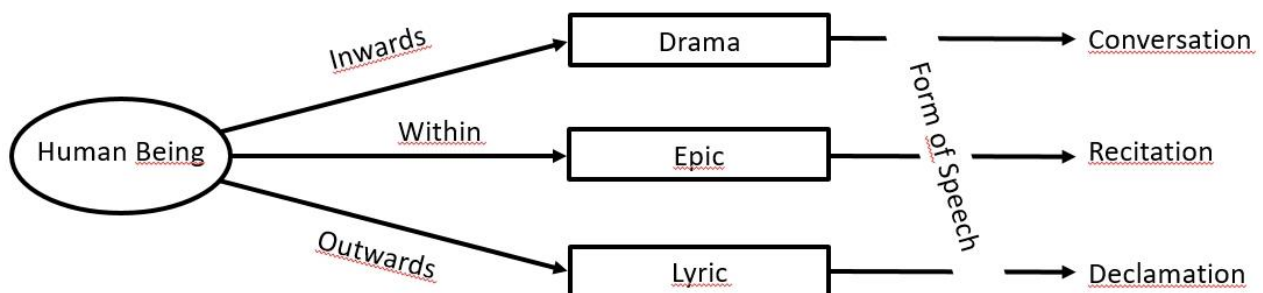 Inwards
Drama
Conversation
Human Being
Within
Epic
Form of Speech
Recitation
Outwards
Lyric
Declamation